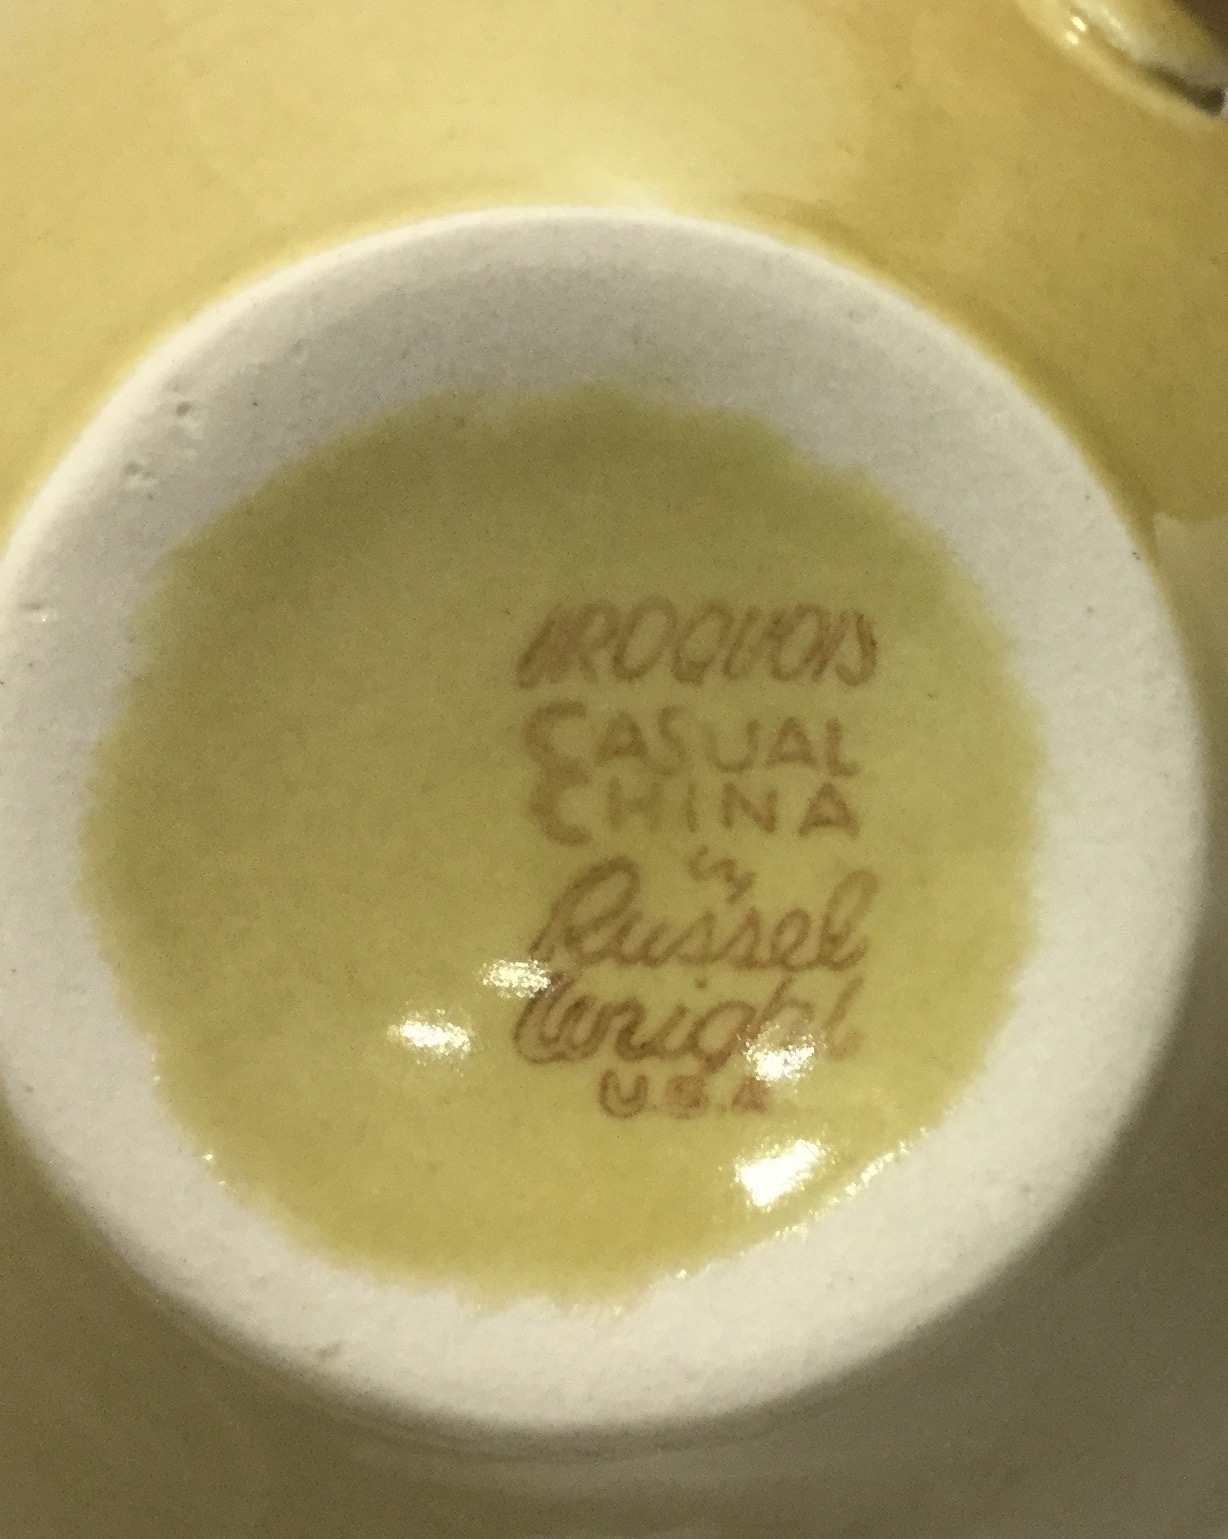 IROQUOIS
CASUAL
CHINA
by
Russel
Wright
U.S.A.